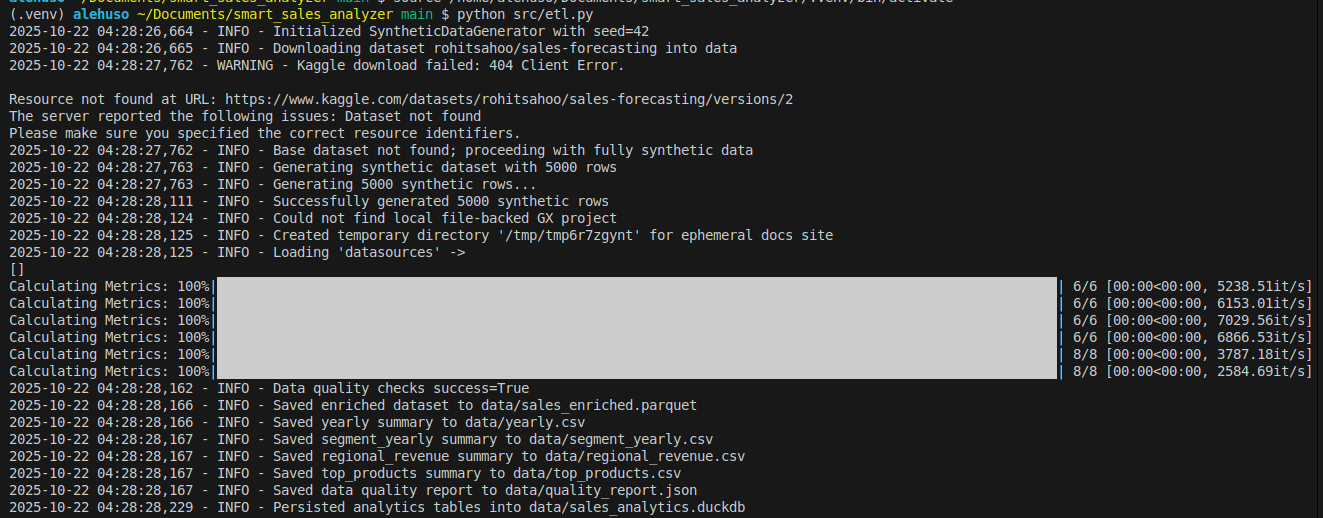 alehuso ~/Documents/smart_sales_analyzer main $ source /home/alehuso/Documents/smart_sales_analyzer/.venv/bin/activate
(.venv) alehuso ~/Documents/smart_sales_analyzer main $ python src/etl.py
2025-10-22 04:28:26,664 - INFO - Initialized SyntheticDataGenerator with seed=42
2025-10-22 04:28:26,665 - INFO - Downloading dataset rohitsahoo/sales-forecasting into data
2025-10-22 04:28:27,762 - WARNING - Kaggle download failed: 404 Client Error.
Resource not found at URL: https://www.kaggle.com/datasets/rohitsahoo/sales-forecasting/versions/2
The server reported the following issues: Dataset not found
Please make sure you specified the correct resource identifiers.
2025-10-22 04:28:27,762 - INFO - Base dataset not found; proceeding with fully synthetic data
2025-10-22 04:28:27,763 - INFO - Generating synthetic dataset with 5000 rows
2025-10-22 04:28:27,763 - INFO - Generating 5000 synthetic rows...
2025-10-22 04:28:28,111 - INFO - Successfully generated 5000 synthetic rows
2025-10-22 04:28:28,124 - INFO - Could not find local file-backed GX project
2025-10-22 04:28:28,125 - INFO - Created temporary directory '/tmp/tmp6r7zgynt' for ephemeral docs site
2025-10-22 04:28:28,125 - INFO - Loading 'datasources' ->
[]
Calculating Metrics: 100%| | 6/6 [00:00<00:00, 5238.51it/s]
Calculating Metrics: 100%| | 6/6 [00:00<00:00, 6153.01it/s]
Calculating Metrics: 100%| | 6/6 [00:00<00:00, 7029.56it/s]
Calculating Metrics: 100%| | 6/6 [00:00<00:00, 6866.53it/s]
Calculating Metrics: 100%| | 8/8 [00:00<00:00, 3787.18it/s]
Calculating Metrics: 100%| | 8/8 [00:00<00:00, 2584.69it/s]
2025-10-22 04:28:28,162 - INFO - Data quality checks success=True
2025-10-22 04:28:28,166 - INFO - Saved enriched dataset to data/sales_enriched.parquet
2025-10-22 04:28:28,166 - INFO - Saved yearly summary to data/yearly.csv
2025-10-22 04:28:28,167 - INFO - Saved segment_yearly summary to data/segment_yearly.csv
2025-10-22 04:28:28,167 - INFO - Saved regional_revenue summary to data/regional_revenue.csv
2025-10-22 04:28:28,167 - INFO - Saved top_products summary to data/top_products.csv
2025-10-22 04:28:28,167 - INFO - Saved data quality report to data/quality_report.json
2025-10-22 04:28:28,229 - INFO - Persisted analytics tables into data/sales_analytics.duckdb